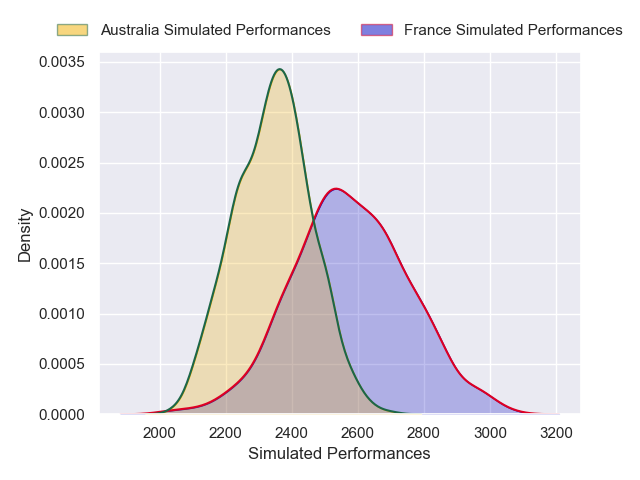 Australia Simulated Performances France Simulated Performances
0.0035
0.0030
0.0025
0.0020
0.0015
0.0010
0.0005
0.0000
Density
2000 2200 2400 2600 2800 3000 3200
Simulated Performances